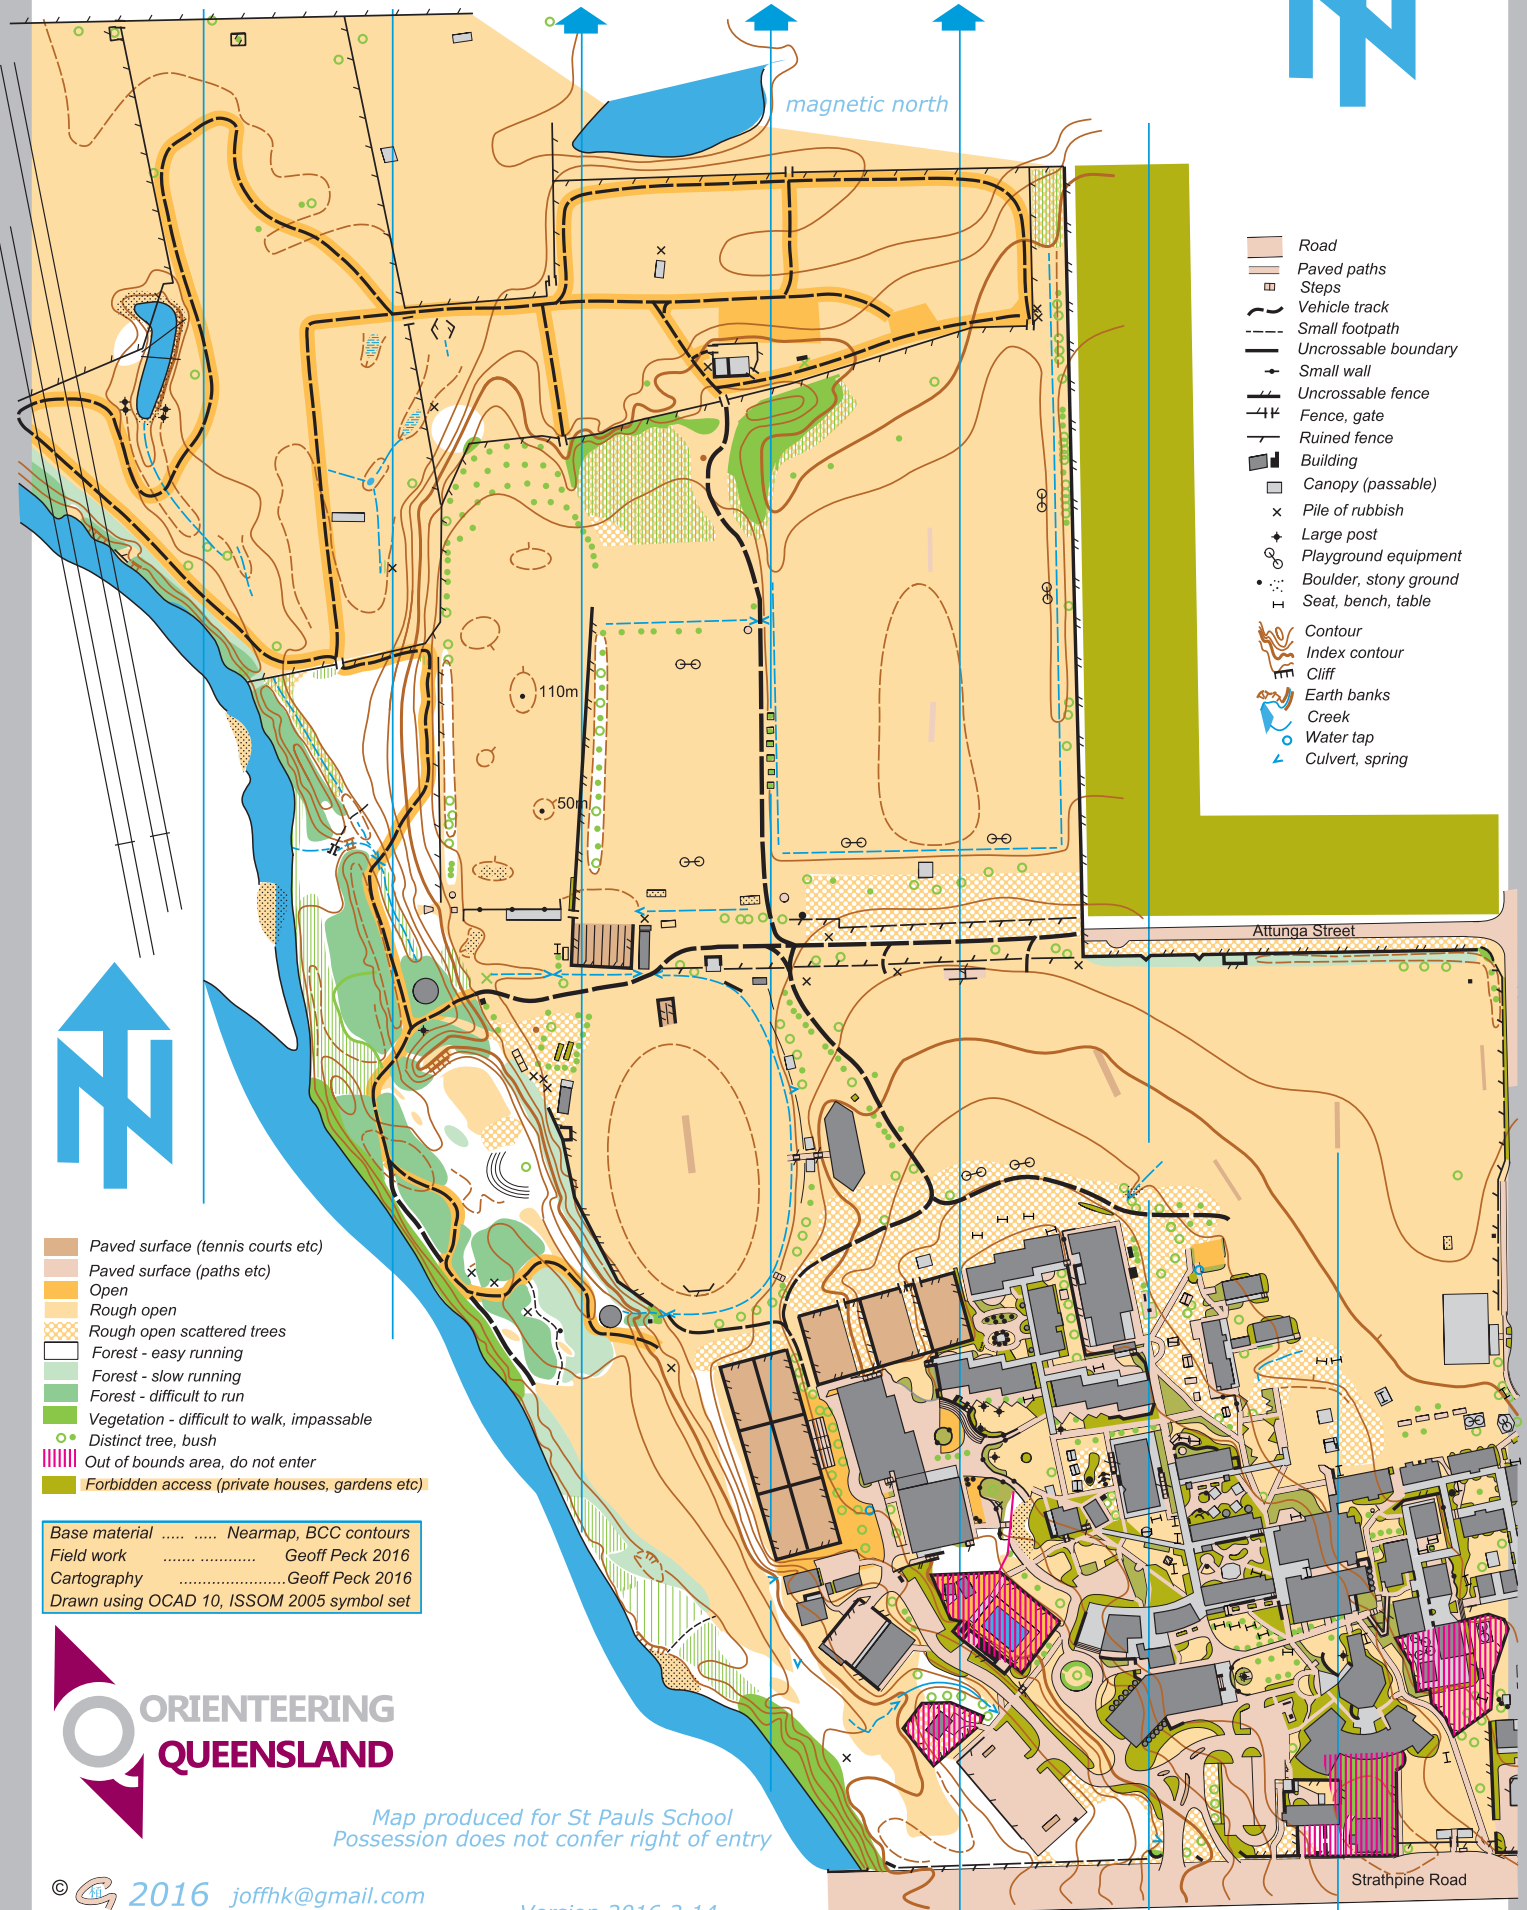 magnetic north
Road
Paved paths
Steps
Vehicle track
Small footpath
Uncrossable boundary
Small wall
Uncrossable fence
Fence, gate
Ruined fence
Building
Canopy (passable)
Pile of rubbish
Large post
Playground equipment
Boulder, stony ground
Seat, bench, table
Contour
Index contour
Cliff
Earth banks
Creek
Water tap
Culvert, spring
110m
50m
Attunga Street
N
Paved surface (tennis courts etc)
Paved surface (paths etc)
Open
Rough open
Rough open scattered trees
Forest - easy running
Forest - slow running
Forest - difficult to run
Vegetation - difficult to walk, impassable
Distinct tree, bush
Out of bounds area, do not enter
Forbidden access (private houses, gardens etc)
Base material ..... ..... Nearmap, BCC contours
Field work ....... ............ Geoff Peck 2016
Cartography .......................Geoff Peck 2016
Drawn using OCAD 10, ISSOM 2005 symbol set
ORIENTEERING
QUEENSLAND
Map produced for St Pauls School
Possession does not confer right of entry
Strathpine Road
© 2016 joffhk@gmail.com